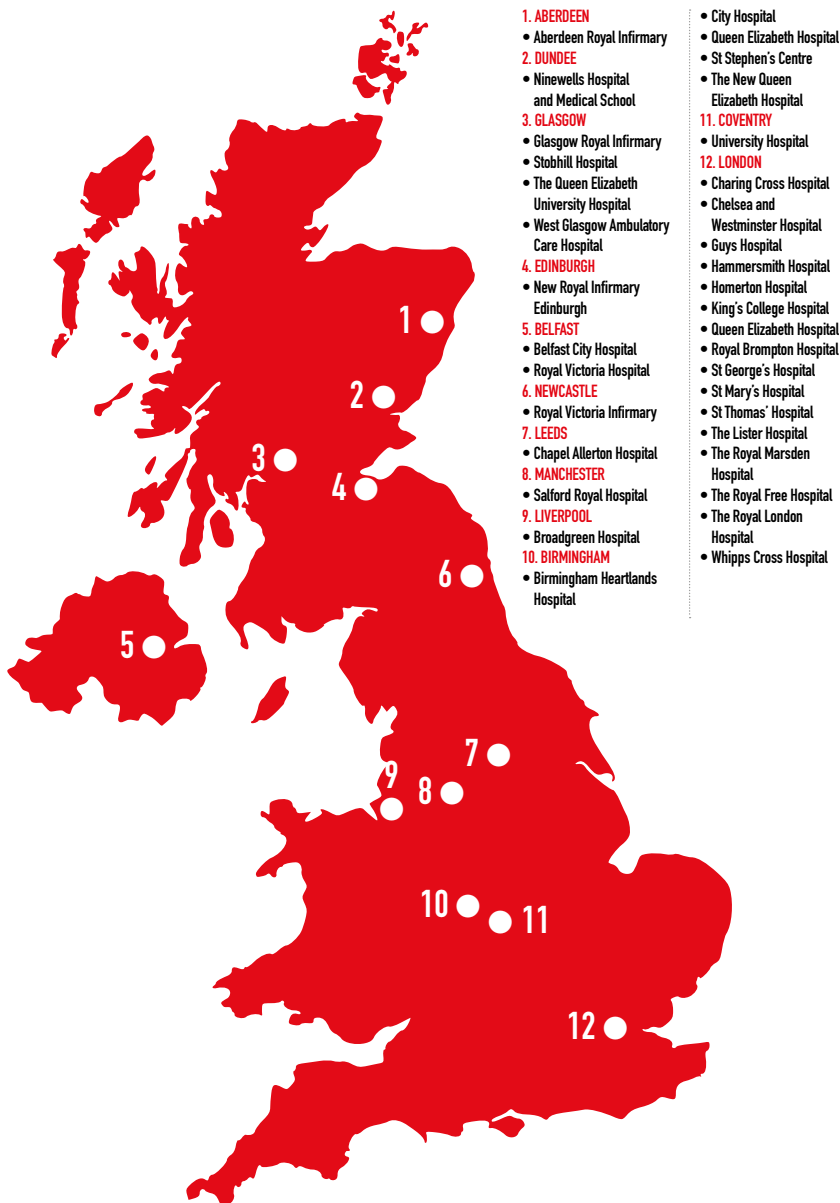 1. ABERDEEN
• Aberdeen Royal Infirmary
2. DUNDEE
• Ninewells Hospital
and Medical School
3. GLASGOW
• Glasgow Royal Infirmary
• Stobhill Hospital
• The Queen Elizabeth
University Hospital
• West Glasgow Ambulatory
Care Hospital
4. EDINBURGH
• New Royal Infirmary
Edinburgh
5. BELFAST
• Belfast City Hospital
• Royal Victoria Hospital
6. NEWCASTLE
• Royal Victoria Infirmary
7. LEEDS
• Chapel Allerton Hospital
8. MANCHESTER
• Salford Royal Hospital
9. LIVERPOOL
• Broadgreen Hospital
10. BIRMINGHAM
• Birmingham Heartlands
Hospital
• City Hospital
• Queen Elizabeth Hospital
• St Stephen's Centre
• The New Queen
Elizabeth Hospital
11. COVENTRY
• University Hospital
12. LONDON
• Charing Cross Hospital
• Chelsea and
Westminster Hospital
• Guys Hospital
• Hammersmith Hospital
• Homerton Hospital
• King's College Hospital
• Queen Elizabeth Hospital
• Royal Brompton Hospital
• St George's Hospital
• St Mary's Hospital
• St Thomas' Hospital
• The Lister Hospital
• The Royal Marsden
Hospital
• The Royal Free Hospital
• The Royal London
Hospital
• Whipps Cross Hospital
1
2
3
4
6
5
7
9
8
10
11
12